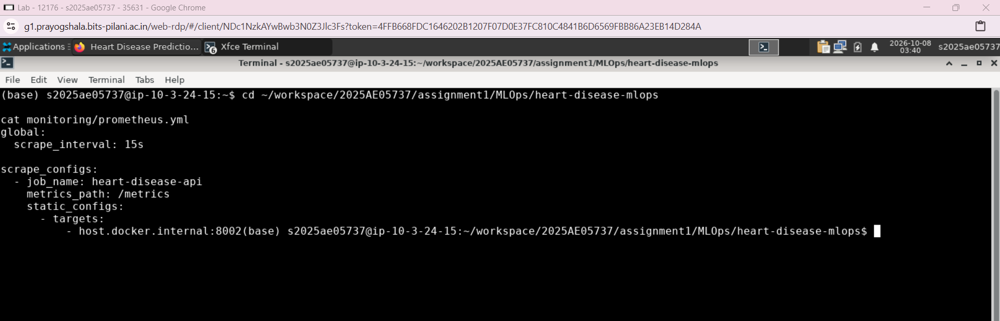 Lab - 12176 - s2025ae05737 - 35631 - Google Chrome
g1.prayogshala.bits-pilani.ac.in/web-rdp/#/client/NDc1NzkAYwBwb3N0Z3Jlc3Fs?token=4FFB668FDC1646202B1207F07D0E37FC810C4841B6D6569FBB86A23EB14D284A
Applications Heart Disease Predictio... 6 Xfce Terminal 2026-10-08 s2025ae05737
03:40
Terminal - s2025ae05737@ip-10-3-24-15:~/workspace/2025AE05737/assignment1/MLOps/heart-disease-mlops
File Edit View Terminal Tabs Help
(base) s2025ae05737@ip-10-3-24-15:~$ cd ~/workspace/2025AE05737/assignment1/MLOps/heart-disease-mlops
cat monitoring/prometheus.yml
global:
  scrape_interval: 15s
scrape_configs:
  - job_name: heart-disease-api
    metrics_path: /metrics
    static_configs:
      - targets:
          - host.docker.internal:8002(base) s2025ae05737@ip-10-3-24-15:~/workspace/2025AE05737/assignment1/MLOps/heart-disease-mlops$